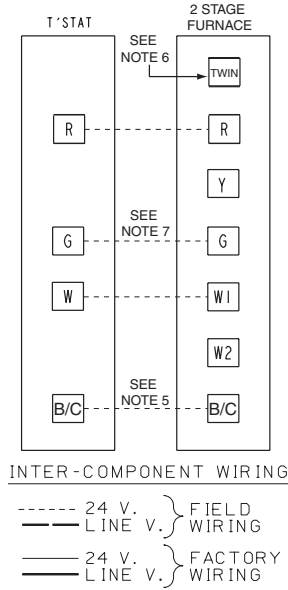 T'STAT
2 STAGE
FURNACE
SEE
NOTE 6
TWIN
R
R
Y
SEE
NOTE 7
G
G
W
W1
W2
SEE
NOTE 5
B/C
B/C
INTER-COMPONENT WIRING
24 V.
LINE V.
FIELD
WIRING
24 V.
LINE V.
FACTORY
WIRING